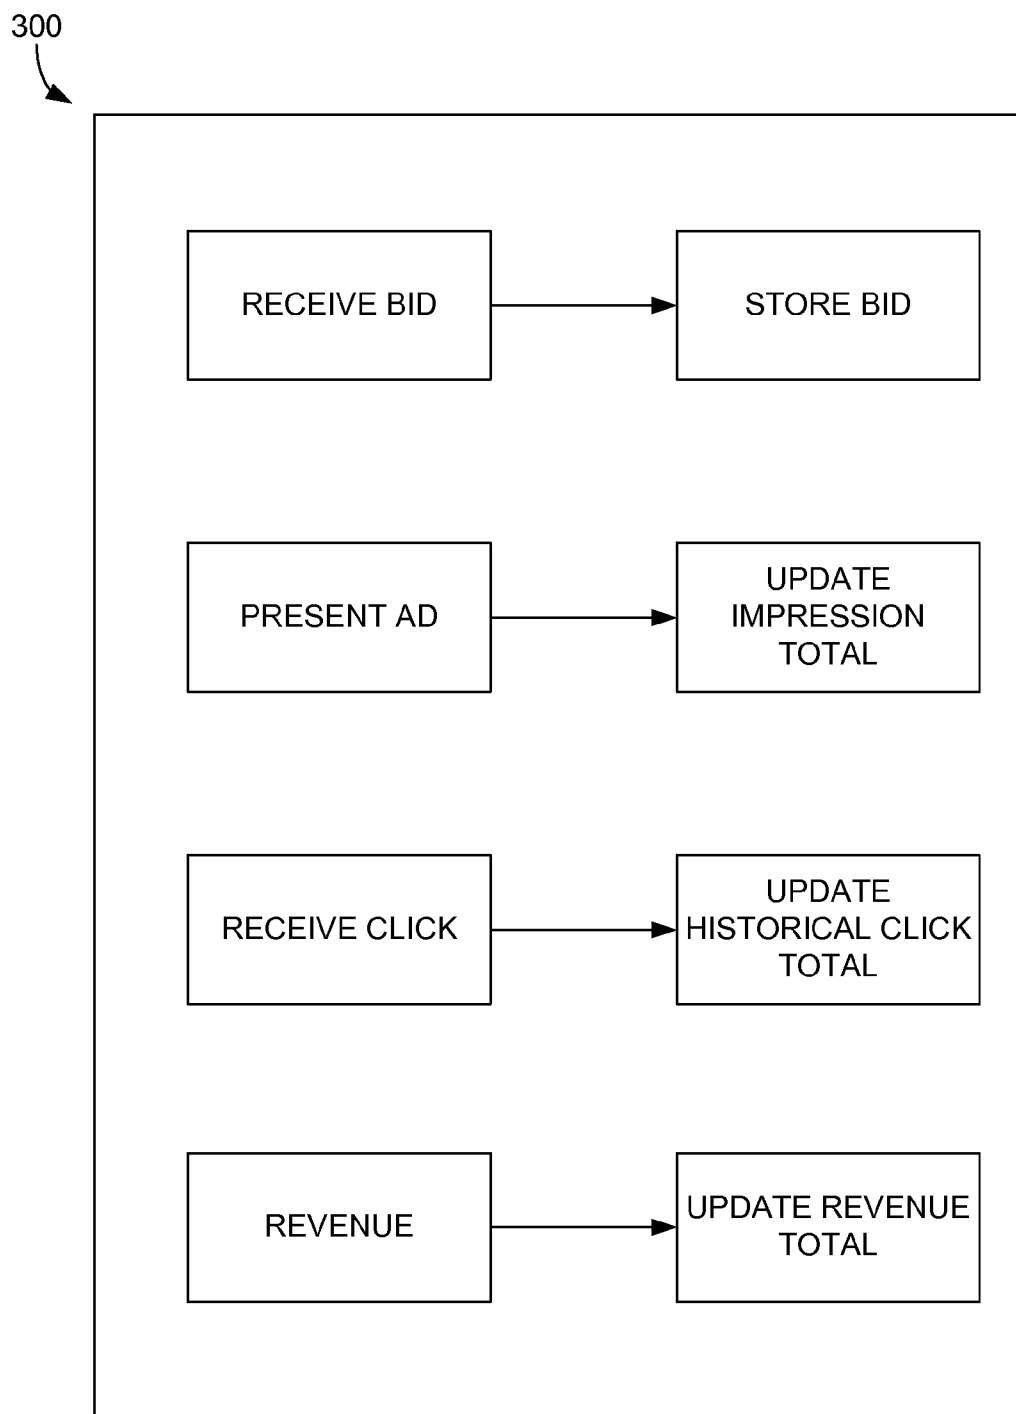 300
RECEIVE BID
STORE BID
PRESENT AD
UPDATE
IMPRESSION
TOTAL
RECEIVE CLICK
UPDATE
HISTORICAL CLICK
TOTAL
REVENUE
UPDATE REVENUE
TOTAL